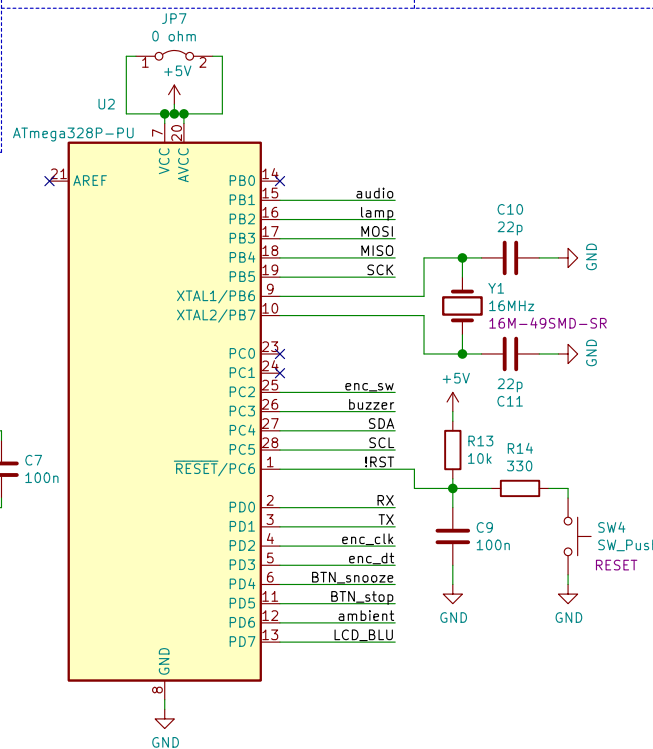 JP7
0 ohm
1 2
+5V
U2
ATmega328P-PU
7 20
VCC AVCC
21 AREF
PB0 14
PB1 15 audio
PB2 16 lamp
PB3 17 MOSI
PB4 18 MISO
PB5 19 SCK
XTAL1/PB6 9
XTAL2/PB7 10
C10
22p
GND
Y1
16MHz
16M-49SMD-SR
GND
22p
C11
PC0 23
PC1 24
PC2 25 enc_sw
PC3 26 buzzer
PC4 27 SDA
PC5 28 SCL
RESET/PC6 1 !RST
+5V
R13
10k
R14
330
C7
100n
C9
100n
SW4
SW_Push
RESET
GND
GND
PD0 2 RX
PD1 3 TX
PD2 4 enc_clk
PD3 5 enc_dt
PD4 6 BTN_snooze
PD5 11 BTN_stop
PD6 12 ambient
PD7 13 LCD_BLU
GND
8
GND